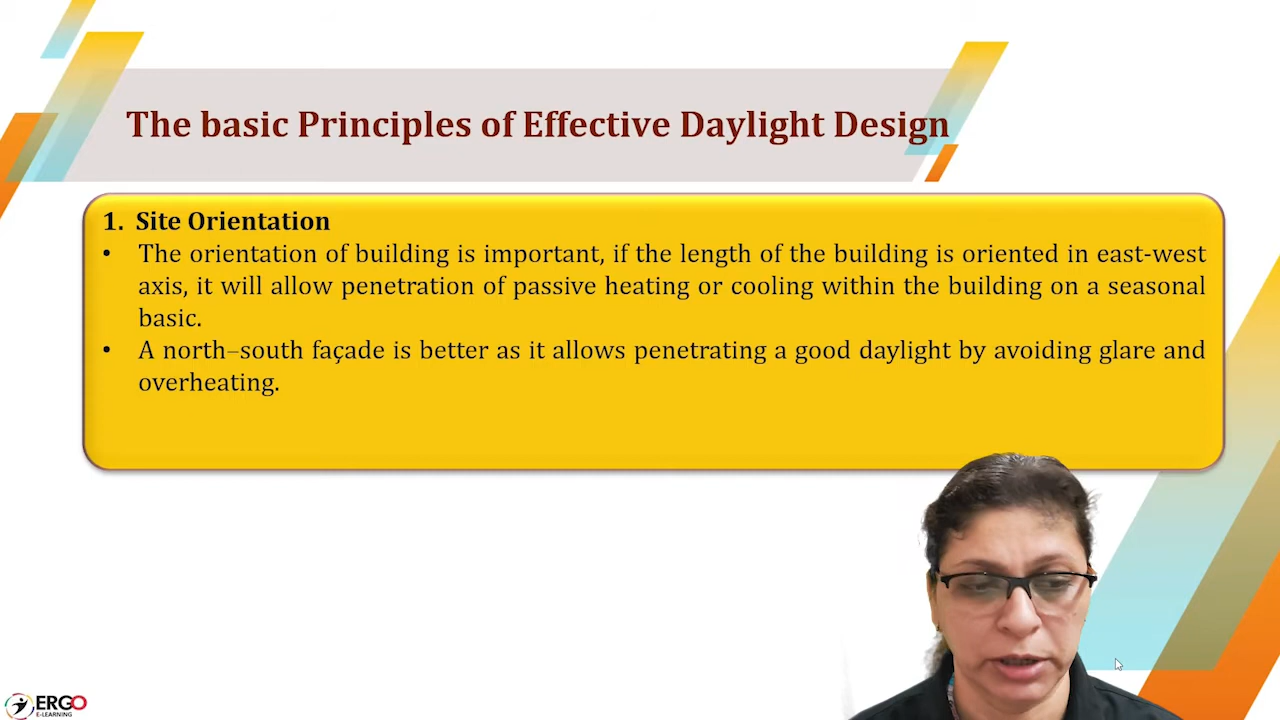 The basic Principles of Effective Daylight Design
1. Site Orientation
• The orientation of building is important, if the length of the building is oriented in east-west
axis, it will allow penetration of passive heating or cooling within the building on a seasonal
basic.
• A north–south façade is better as it allows penetrating a good daylight by avoiding glare and
overheating.
ERGO
E-LEARNING